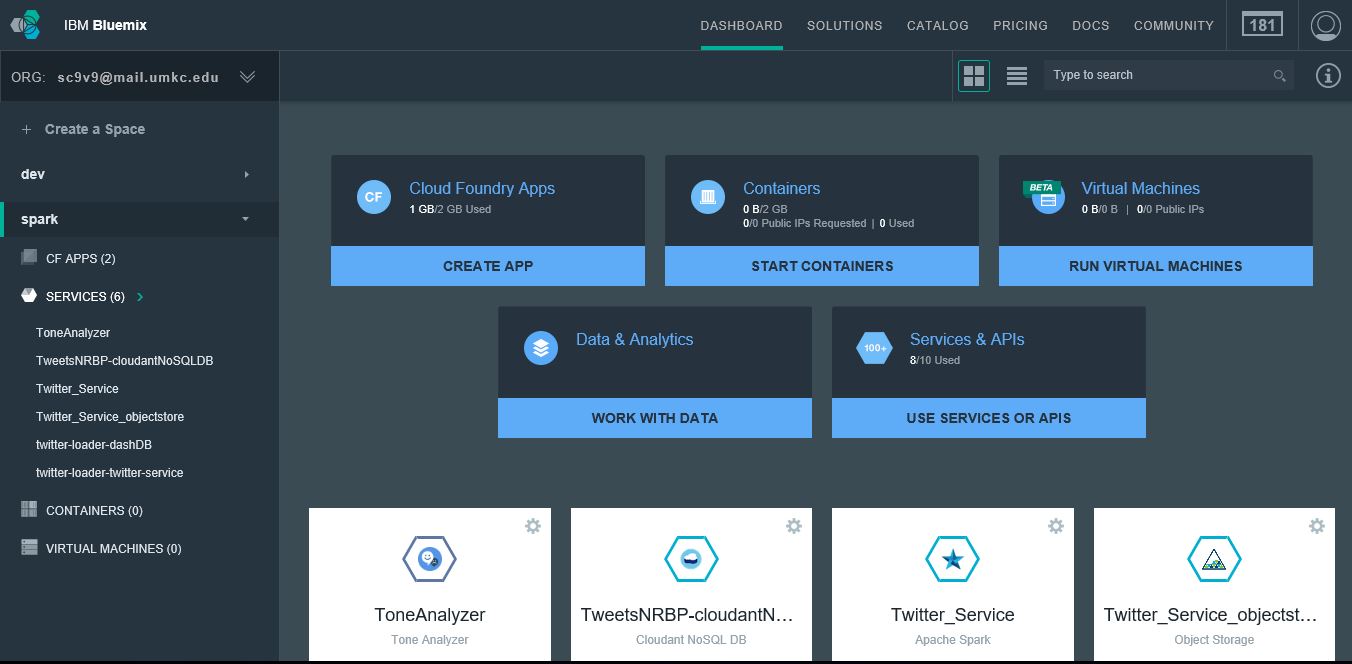 IBM Bluemix
DASHBOARD SOLUTIONS CATALOG PRICING DOCS COMMUNITY 181
ORG: sc9v9@mail.umkc.edu
Type to search
+ Create a Space
dev
spark
CF APPS (2)
SERVICES (6)
ToneAnalyzer
TweetsNRBP-cloudantNoSQLDB
Twitter_Service
Twitter_Service_objectstore
twitter-loader-dashDB
twitter-loader-twitter-service
CONTAINERS (0)
VIRTUAL MACHINES (0)
CF
Cloud Foundry Apps
1 GB/2 GB Used
CREATE APP
Containers
0 B/2 GB
0/0 Public IPs Requested | 0 Used
START CONTAINERS
BETA
Virtual Machines
0 B/0 B | 0/0 Public IPs
RUN VIRTUAL MACHINES
Data & Analytics
WORK WITH DATA
100+
Services & APIs
8/10 Used
USE SERVICES OR APIS
ToneAnalyzer
Tone Analyzer
TweetsNRBP-cloudantN...
Cloudant NoSQL DB
Twitter_Service
Apache Spark
Twitter_Service_objectst...
Object Storage